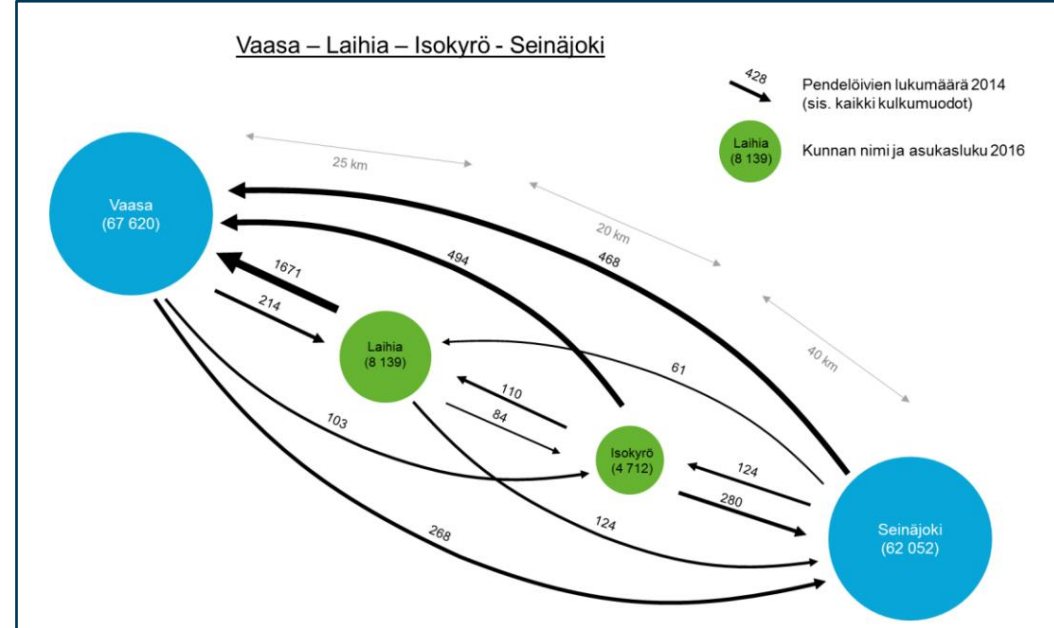 Vaasa – Laihia – Isokyrö - Seinäjoki
428
Pendelöivien lukumäärä 2014
(sis. kaikki kulkumuodot)
Laihia
(8 139)
Kunnan nimi ja asukasluku 2016
25 km
20 km
40 km
Vaasa
(67 620)
494
468
1671
214
Laihia
(8 139)
61
110
84
103
Isokyrö
(4 712)
124
280
124
268
Seinäjoki
(62 052)